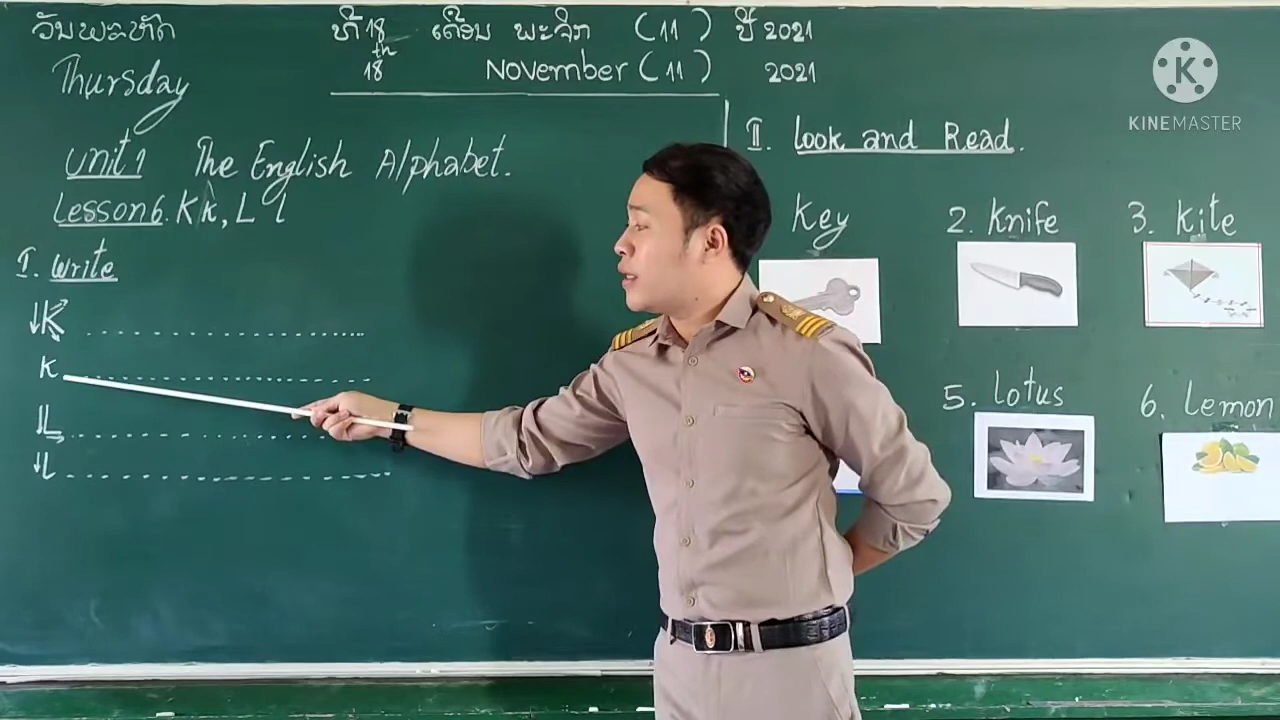 ວັນພະຫັດ ທີ 18 ເດືອນ ພະຈິກ (11) ປີ 2021
Thursday 18th November (11) 2021
Unit 1 The English Alphabet.
Lesson 6. K k, L l
I. Write
K
k
L
l
II. Look and Read.
Key
2. Knife
3. Kite
5. lotus
6. lemon
K
KINEMASTER